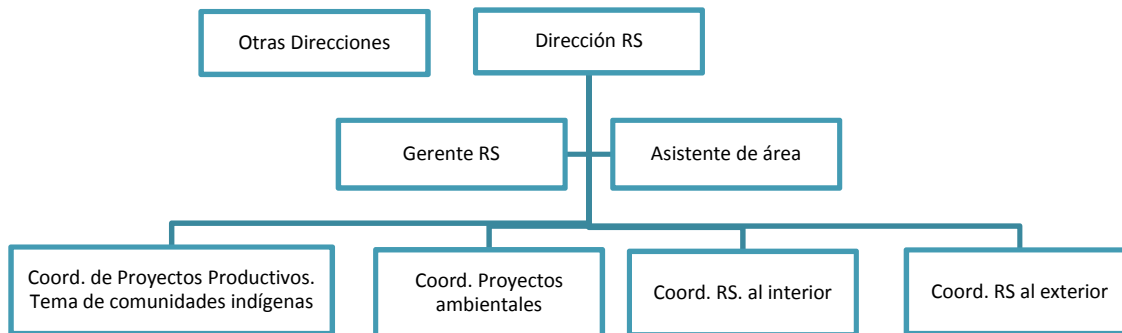 Otras Direcciones
Dirección RS
Gerente RS
Asistente de área
Coord. de Proyectos Productivos.
Tema de comunidades indígenas
Coord. Proyectos
ambientales
Coord. RS. al interior
Coord. RS al exterior